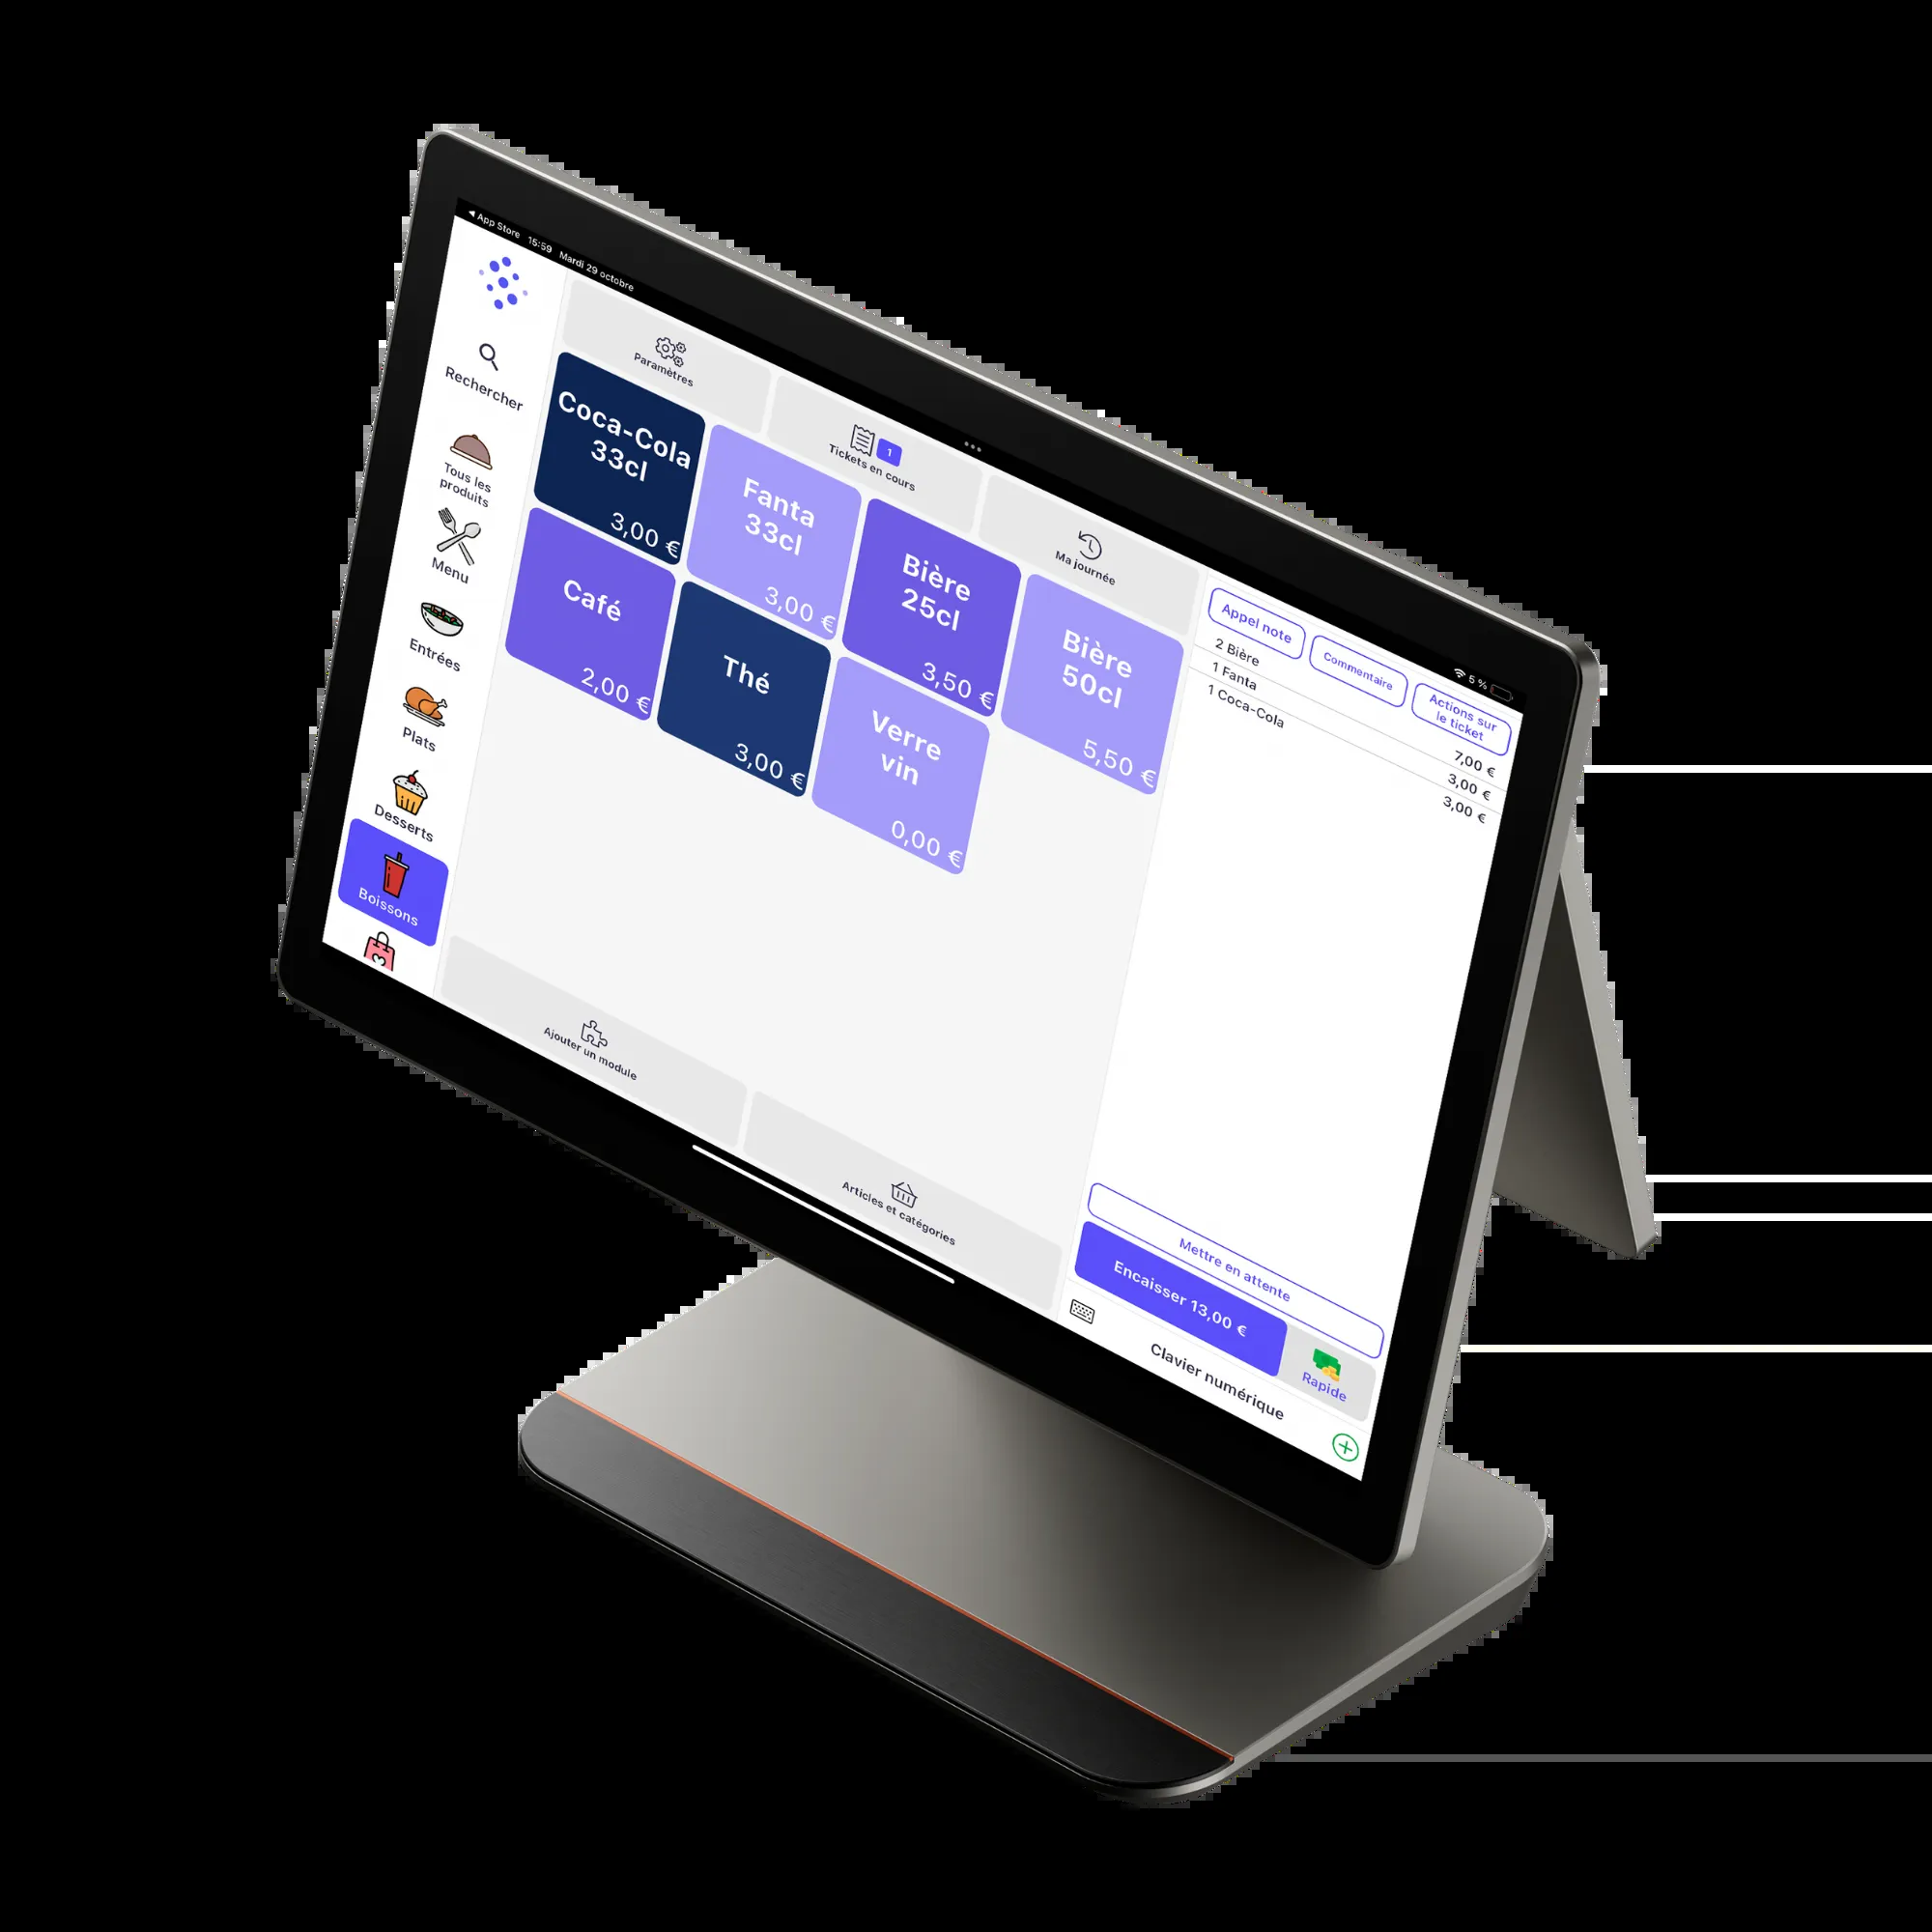 ◀ App Store 15:59 Mardi 29 octobre
5 %
Rechercher
Tous les
produits
Menu
Entrées
Plats
Desserts
Boissons
Paramètres
Tickets en cours
1
Ma journée
Coca-Cola
33cl
3,00 €
Fanta
33cl
3,00 €
Bière
25cl
3,50 €
Bière
50cl
5,50 €
Café
2,00 €
Thé
3,00 €
Verre
vin
0,00 €
Ajouter un module
Articles et catégories
Appel note
Commentaire
Actions sur
le ticket
2 Bière 7,00 €
1 Fanta 3,00 €
1 Coca-Cola 3,00 €
Mettre en attente
Encaisser 13,00 €
Rapide
Clavier numérique